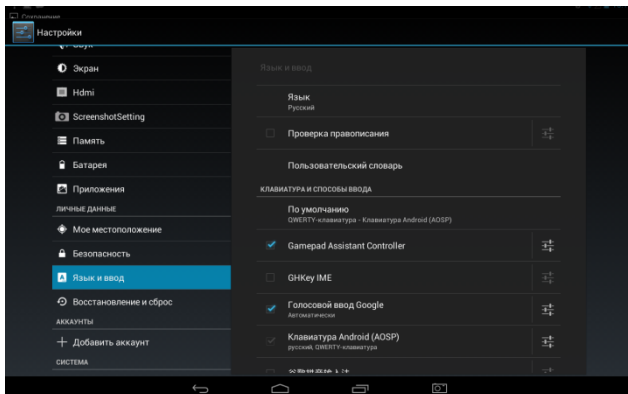 Настройки
Экран
Hdmi
ScreenshotSetting
Память
Батарея
Приложения
ЛИЧНЫЕ ДАННЫЕ
Мое местоположение
Безопасность
Язык и ввод
Восстановление и сброс
АККАУНТЫ
Добавить аккаунт
СИСТЕМА
Язык и ввод
Язык
Русский
Проверка правописания
Пользовательский словарь
КЛАВИАТУРА И СПОСОБЫ ВВОДА
По умолчанию
QWERTY-клавиатура - Клавиатура Android (AOSP)
Gamepad Assistant Controller
GHKey IME
Голосовой ввод Google
Автоматически
Клавиатура Android (AOSP)
русский, QWERTY-клавиатура